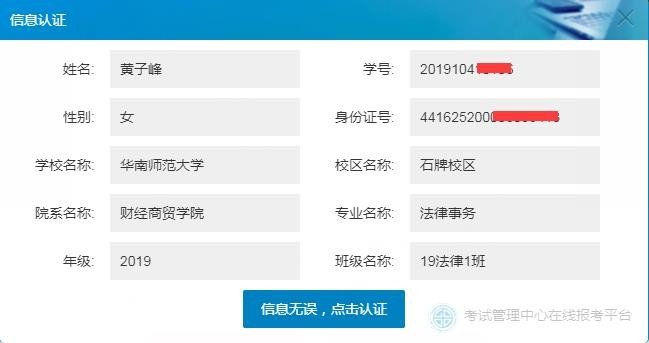 信息认证
姓名: 黄子峰 学号: 20191041
性别: 女 身份证号: 441625200
学校名称: 华南师范大学 校区名称: 石牌校区
院系名称: 财经商贸学院 专业名称: 法律事务
年级: 2019 班级名称: 19法律1班
信息无误，点击认证
考试管理中心在线报考平台